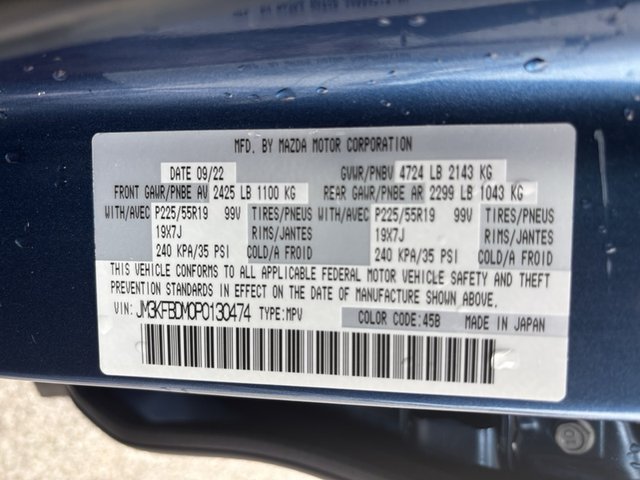 MFD. BY MAZDA MOTOR CORPORATION
DATE 09/22 GVWR/PNBV 4724 LB 2143 KG
FRONT GAWR/PNBE AV 2425 LB 1100 KG REAR GAWR/PNBE AR 2299 LB 1043 KG
WITH/AVEC P225/55R19 99V TIRES/PNEUS WITH/AVEC P225/55R19 99V TIRES/PNEUS
19X7J RIMS/JANTES 19X7J RIMS/JANTES
240 KPA/35 PSI COLD/A FROID 240 KPA/35 PSI COLD/A FROID
THIS VEHICLE CONFORMS TO ALL APPLICABLE FEDERAL MOTOR VEHICLE SAFETY AND THEFT
PREVENTION STANDARDS IN EFFECT ON THE DATE OF MANUFACTURE SHOWN ABOVE.
VIN: JM3KFBDM0P0130474 TYPE:MPV COLOR CODE:45B MADE IN JAPAN